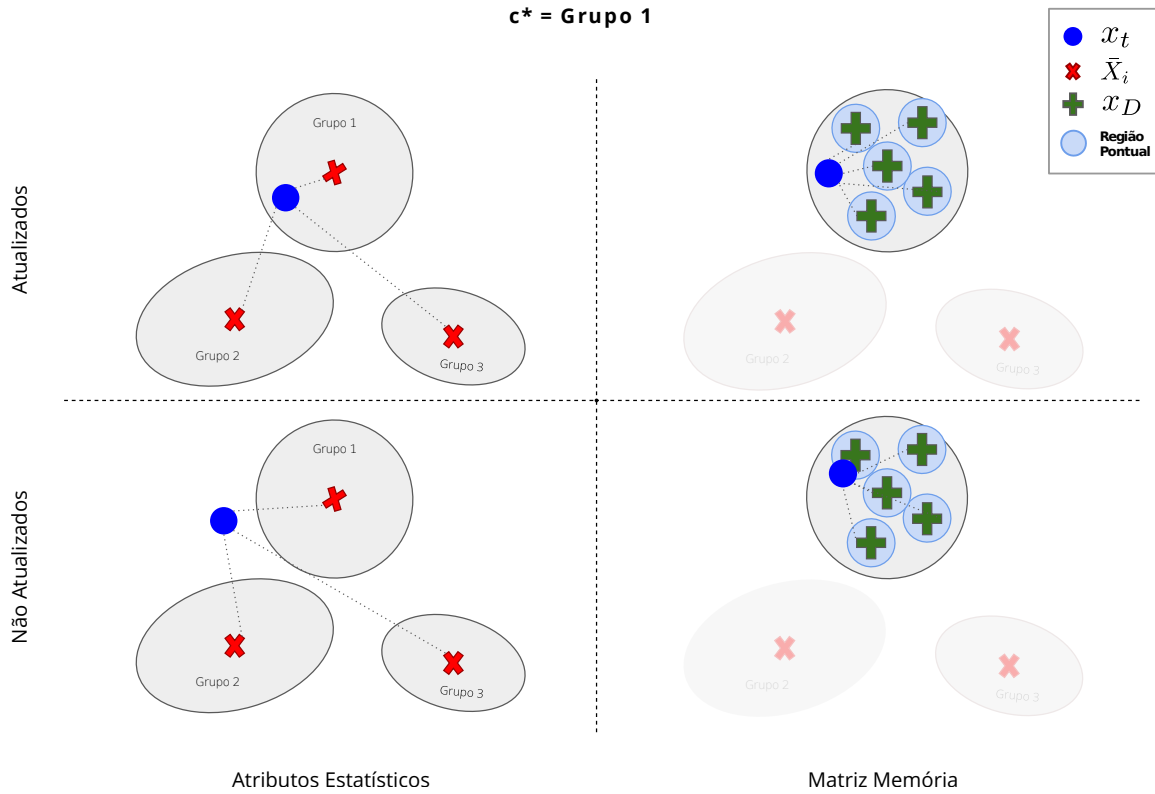 c* = Grupo 1
x_t
X̄_i
x_D
Região
Pontual
Atualizados
Grupo 1
Grupo 2
Grupo 3
Grupo 2
Grupo 3
Não Atualizados
Grupo 1
Grupo 2
Grupo 3
Grupo 2
Grupo 3
Atributos Estatísticos
Matriz Memória